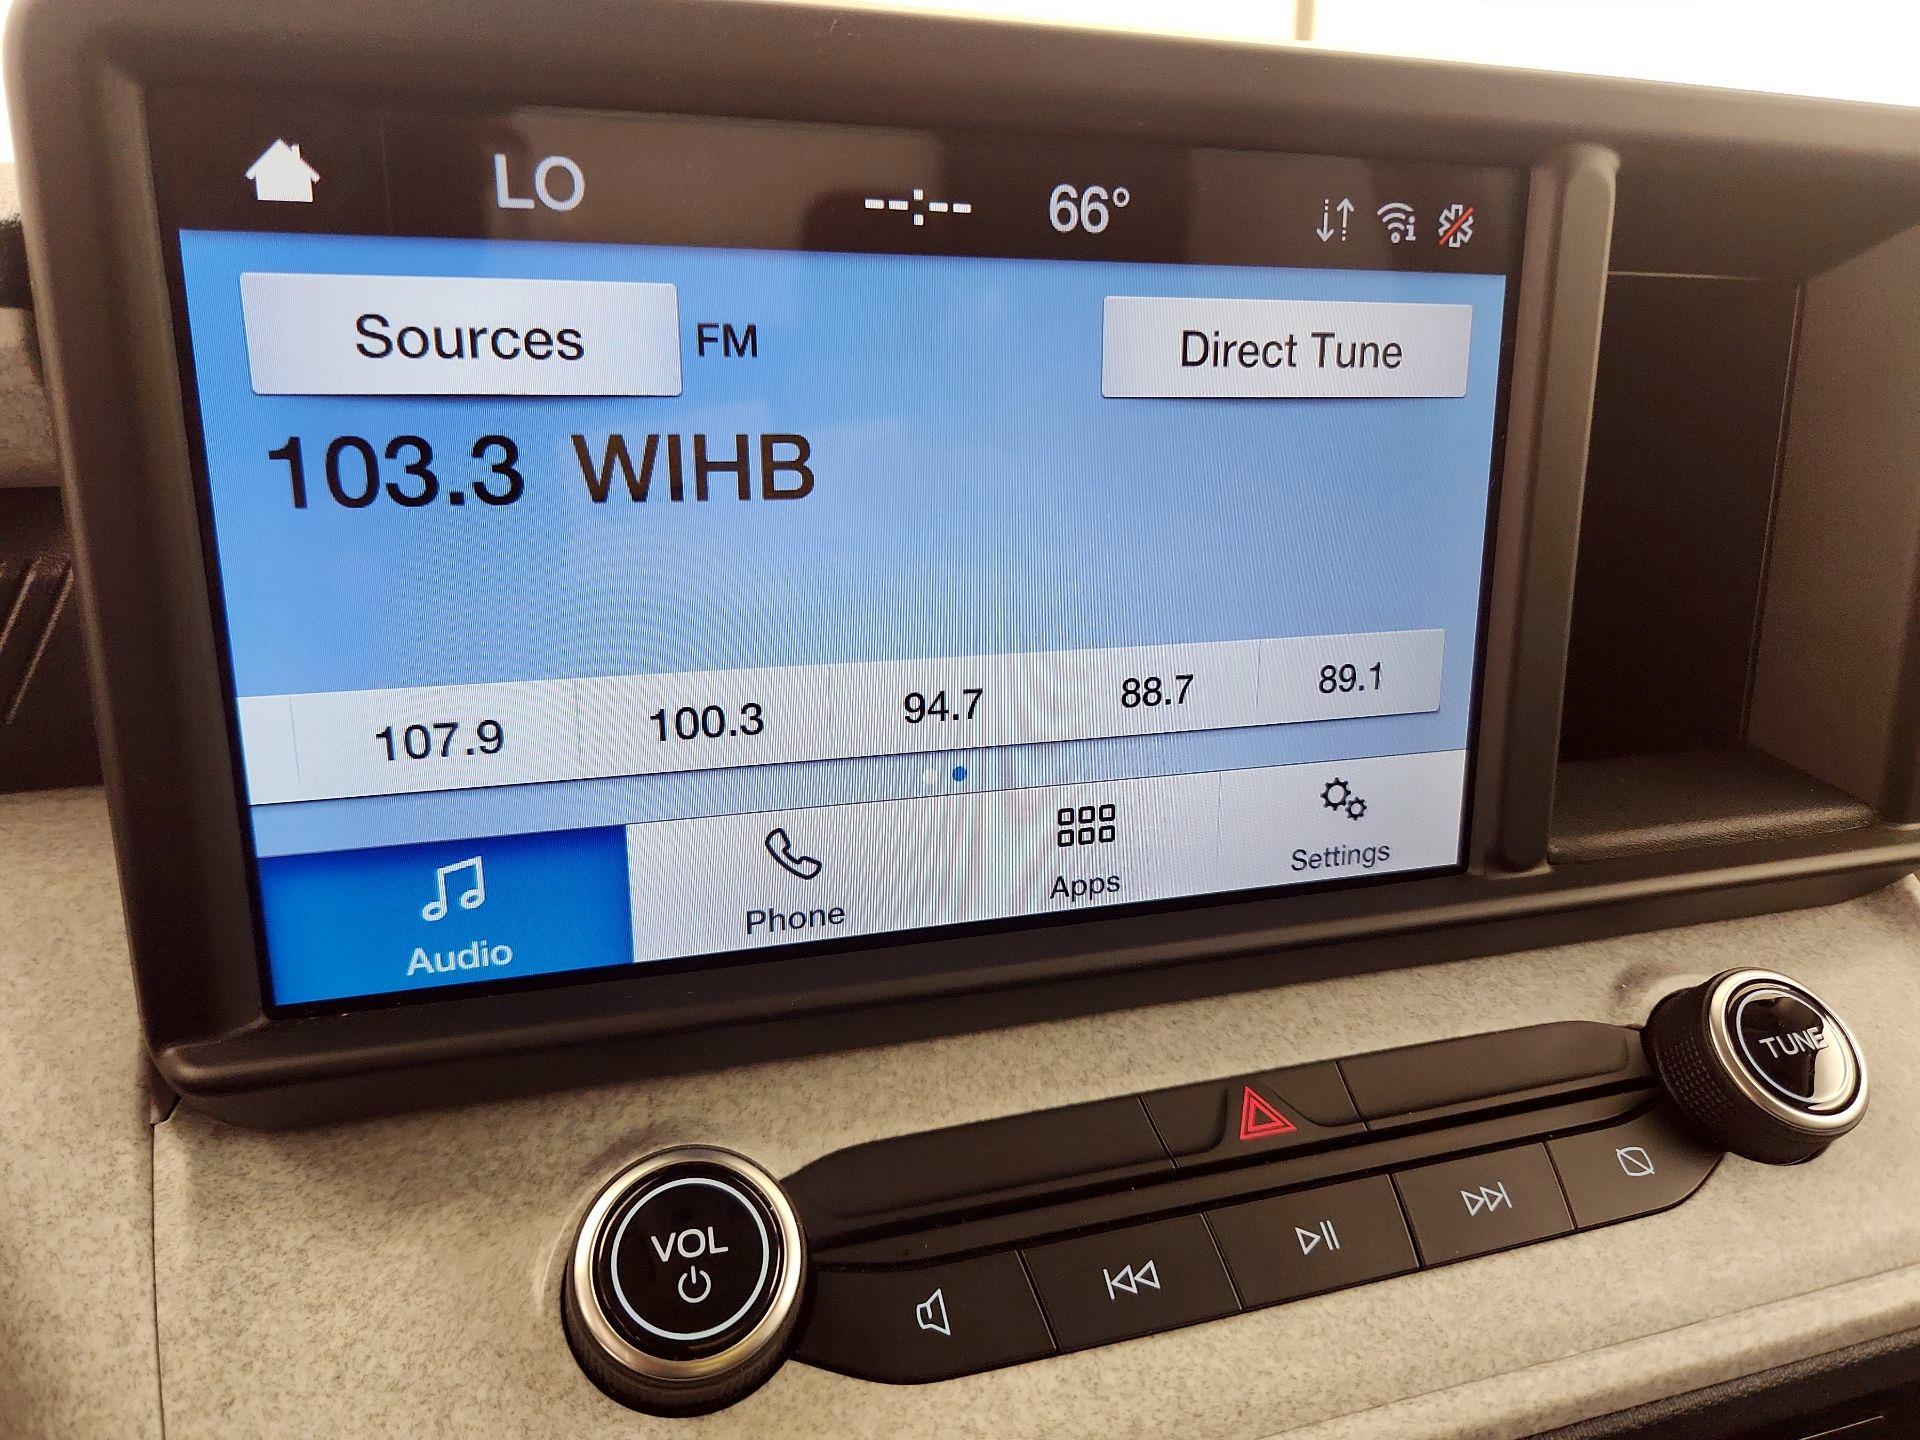 LO --:-- 66°
Sources FM Direct Tune
103.3 WIHB
107.9 100.3 94.7 88.7 89.1
Audio Phone Apps Settings
TUNE
VOL